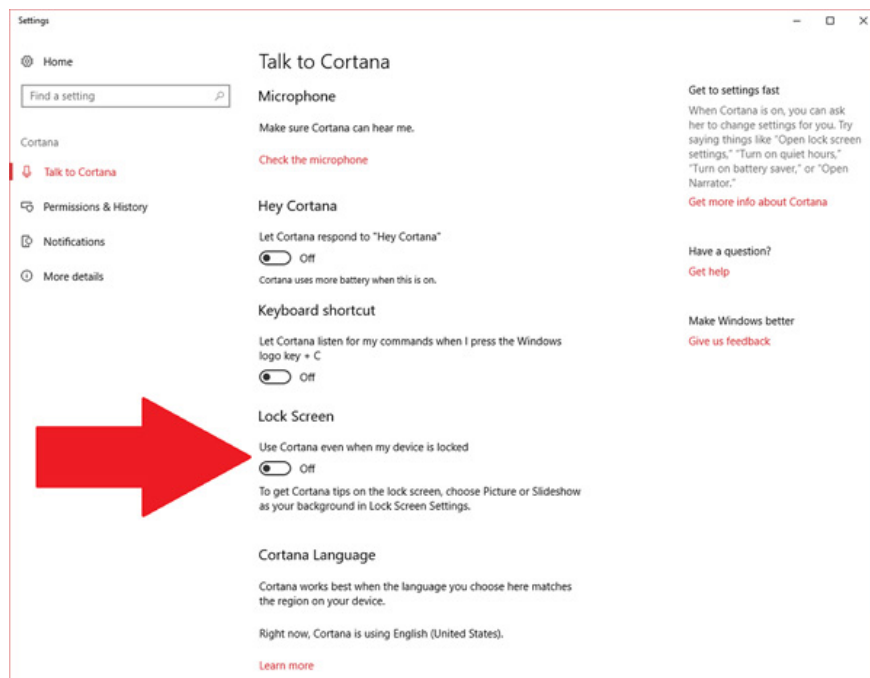 Settings
Home
Find a setting
Cortana
Talk to Cortana
Permissions & History
Notifications
More details
Talk to Cortana
Microphone
Make sure Cortana can hear me.
Check the microphone
Hey Cortana
Let Cortana respond to "Hey Cortana"
Off
Cortana uses more battery when this is on.
Keyboard shortcut
Let Cortana listen for my commands when I press the Windows
logo key + C
Off
Lock Screen
Use Cortana even when my device is locked
Off
To get Cortana tips on the lock screen, choose Picture or Slideshow
as your background in Lock Screen Settings.
Cortana Language
Cortana works best when the language you choose here matches
the region on your device.
Right now, Cortana is using English (United States).
Learn more
Get to settings fast
When Cortana is on, you can ask
her to change settings for you. Try
saying things like "Open lock screen
settings," "Turn on quiet hours,"
"Turn on battery saver," or "Open
Narrator."
Get more info about Cortana
Have a question?
Get help
Make Windows better
Give us feedback